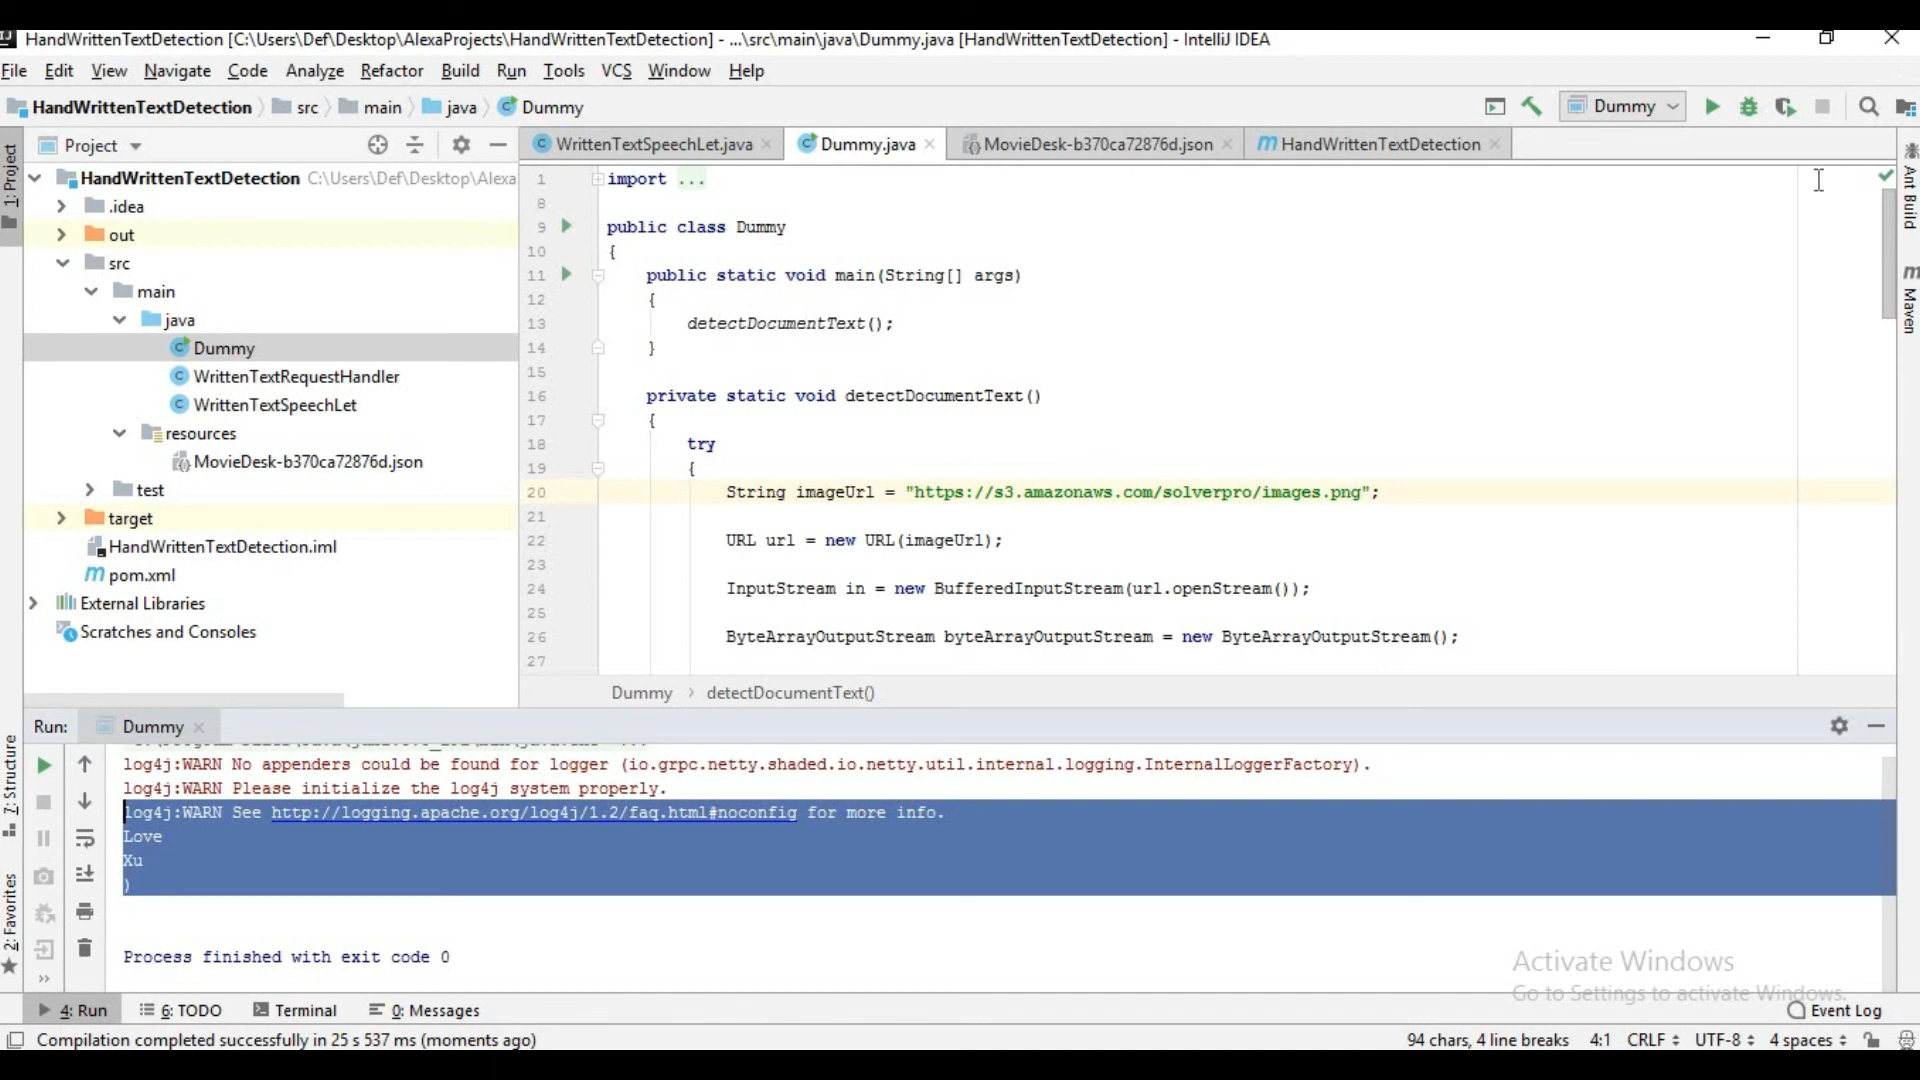 HandWrittenTextDetection [C:\Users\Def\Desktop\AlexaProjects\HandWrittenTextDetection] - ...\src\main\java\Dummy.java [HandWrittenTextDetection] - IntelliJ IDEA
File Edit View Navigate Code Analyze Refactor Build Run Tools VCS Window Help
HandWrittenTextDetection src main java Dummy
Dummy
Project
WrittenTextSpeechLet.java Dummy.java MovieDesk-b370ca72876d.json HandWrittenTextDetection
1: Project
HandWrittenTextDetection C:\Users\Def\Desktop\Alexa
.idea
out
src
main
java
Dummy
WrittenTextRequestHandler
WrittenTextSpeechLet
resources
MovieDesk-b370ca72876d.json
test
target
HandWrittenTextDetection.iml
pom.xml
External Libraries
Scratches and Consoles
1 import ...
8
9 public class Dummy
10 {
11 public static void main(String[] args)
12 {
13 detectDocumentText();
14 }
15
16 private static void detectDocumentText()
17 {
18 try
19 {
20 String imageUrl = "https://s3.amazonaws.com/solverpro/images.png";
21
22 URL url = new URL(imageUrl);
23
24 InputStream in = new BufferedInputStream(url.openStream());
25
26 ByteArrayOutputStream byteArrayOutputStream = new ByteArrayOutputStream();
27
Dummy > detectDocumentText()
Ant Build
Maven
Run: Dummy
log4j:WARN No appenders could be found for logger (io.grpc.netty.shaded.io.netty.util.internal.logging.InternalLoggerFactory).
log4j:WARN Please initialize the log4j system properly.
log4j:WARN See http://logging.apache.org/log4j/1.2/faq.html#noconfig for more info.
Love
Xu
)
Process finished with exit code 0
7: Structure
2: Favorites
Activate Windows
Go to Settings to activate Windows.
4: Run 6: TODO Terminal 0: Messages Event Log
Compilation completed successfully in 25 s 537 ms (moments ago) 94 chars, 4 line breaks 4:1 CRLF UTF-8 4 spaces